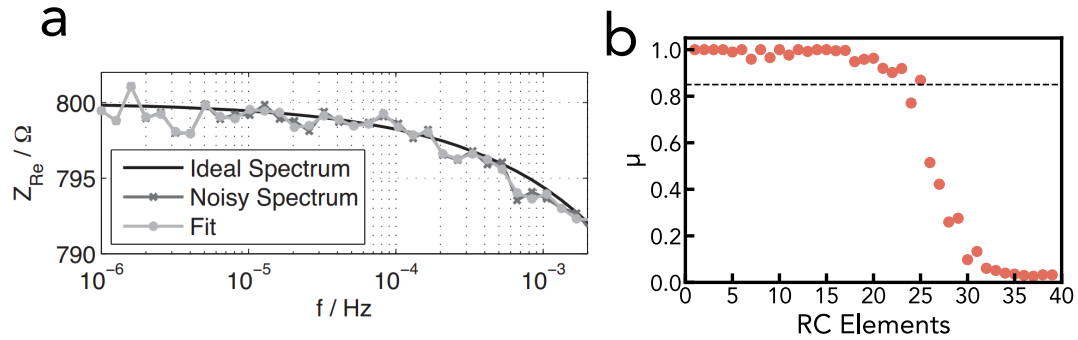 a
Z_Re / Ω
800
795
790
Ideal Spectrum
Noisy Spectrum
Fit
10^−6
10^−5
10^−4
10^−3
f / Hz
b
μ
1.0
0.8
0.6
0.4
0.2
0.0
0 5 10 15 20 25 30 35 40
RC Elements